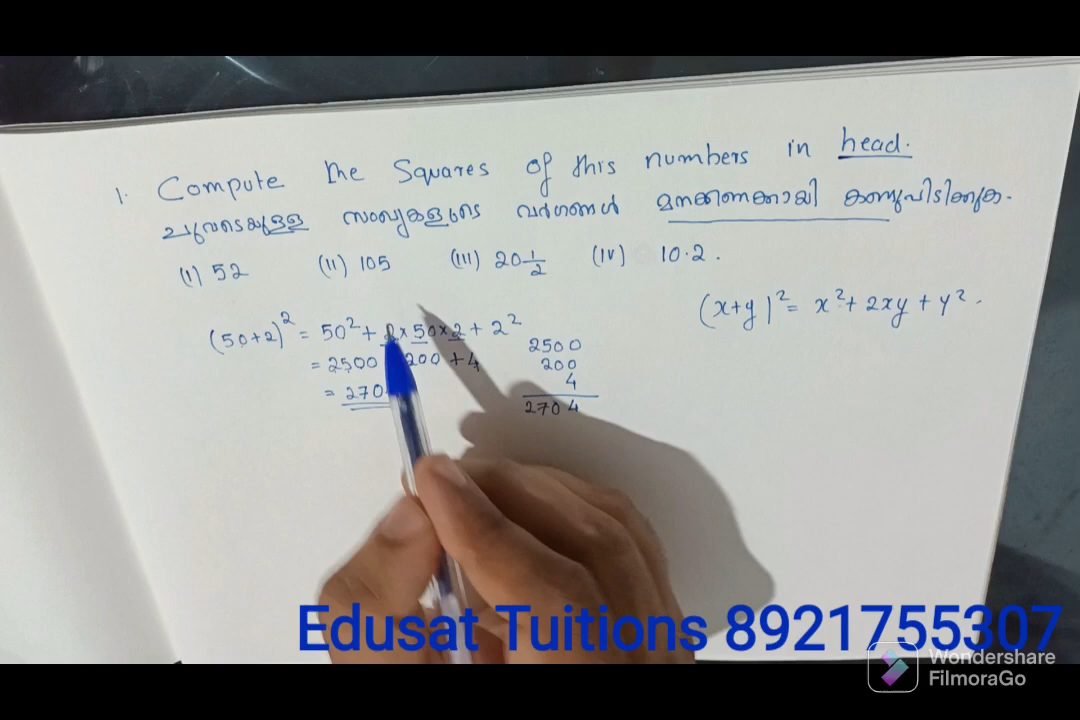 1. Compute the Squares of this numbers in head.
ചുവടെയുള്ള സംഖ്യകളുടെ വർഗങ്ങൾ മനക്കണക്കായി കണ്ടുപിടിക്കുക.
(I) 52 (II) 105 (III) 20 1/2 (IV) 10.2.
(x+y)² = x² + 2xy + y².
(50+2)² = 50² + 2×50×2 + 2²
= 2500 200 + 4
= 270
2500
200
4
2704
Edusat Tuitions 8921755307
Wondershare
FilmoraGo